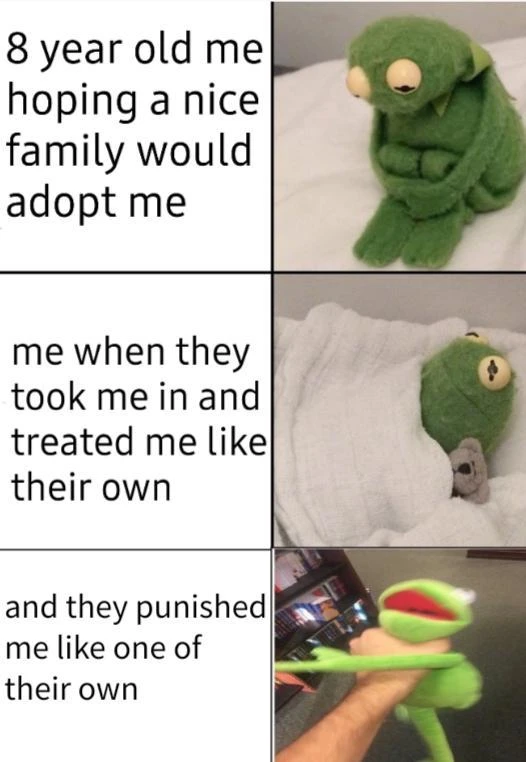 8 year old me
hoping a nice
family would
adopt me
me when they
took me in and
treated me like
their own
and they punished
me like one of
their own